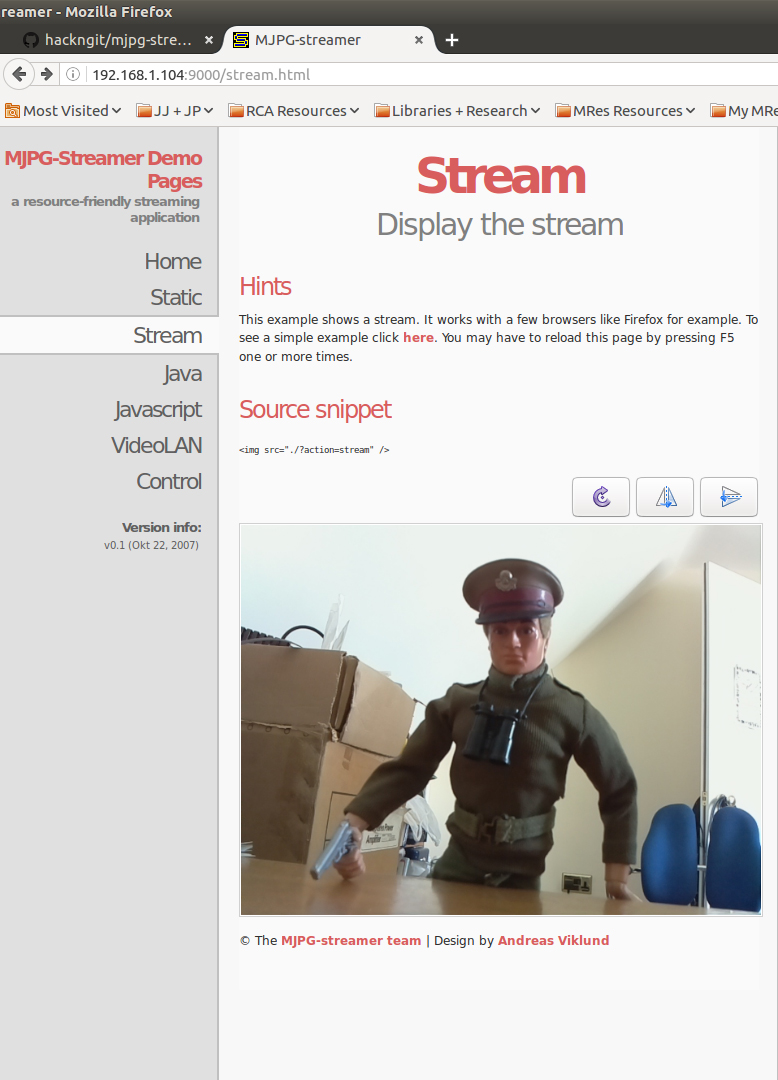 reamer - Mozilla Firefox
hackngit/mjpg-stre...
MJPG-streamer
192.168.1.104:9000/stream.html
Most Visited
JJ + JP
RCA Resources
Libraries + Research
MRes Resources
My MRe
MJPG-Streamer Demo
Pages
a resource-friendly streaming
application
Home
Static
Stream
Java
Javascript
VideoLAN
Control
Version info:
v0.1 (Okt 22, 2007)
Stream
Display the stream
Hints
This example shows a stream. It works with a few browsers like Firefox for example. To
see a simple example click here. You may have to reload this page by pressing F5
one or more times.
Source snippet
<img src="./?action=stream" />
Power
Amplifier
© The MJPG-streamer team | Design by Andreas Viklund